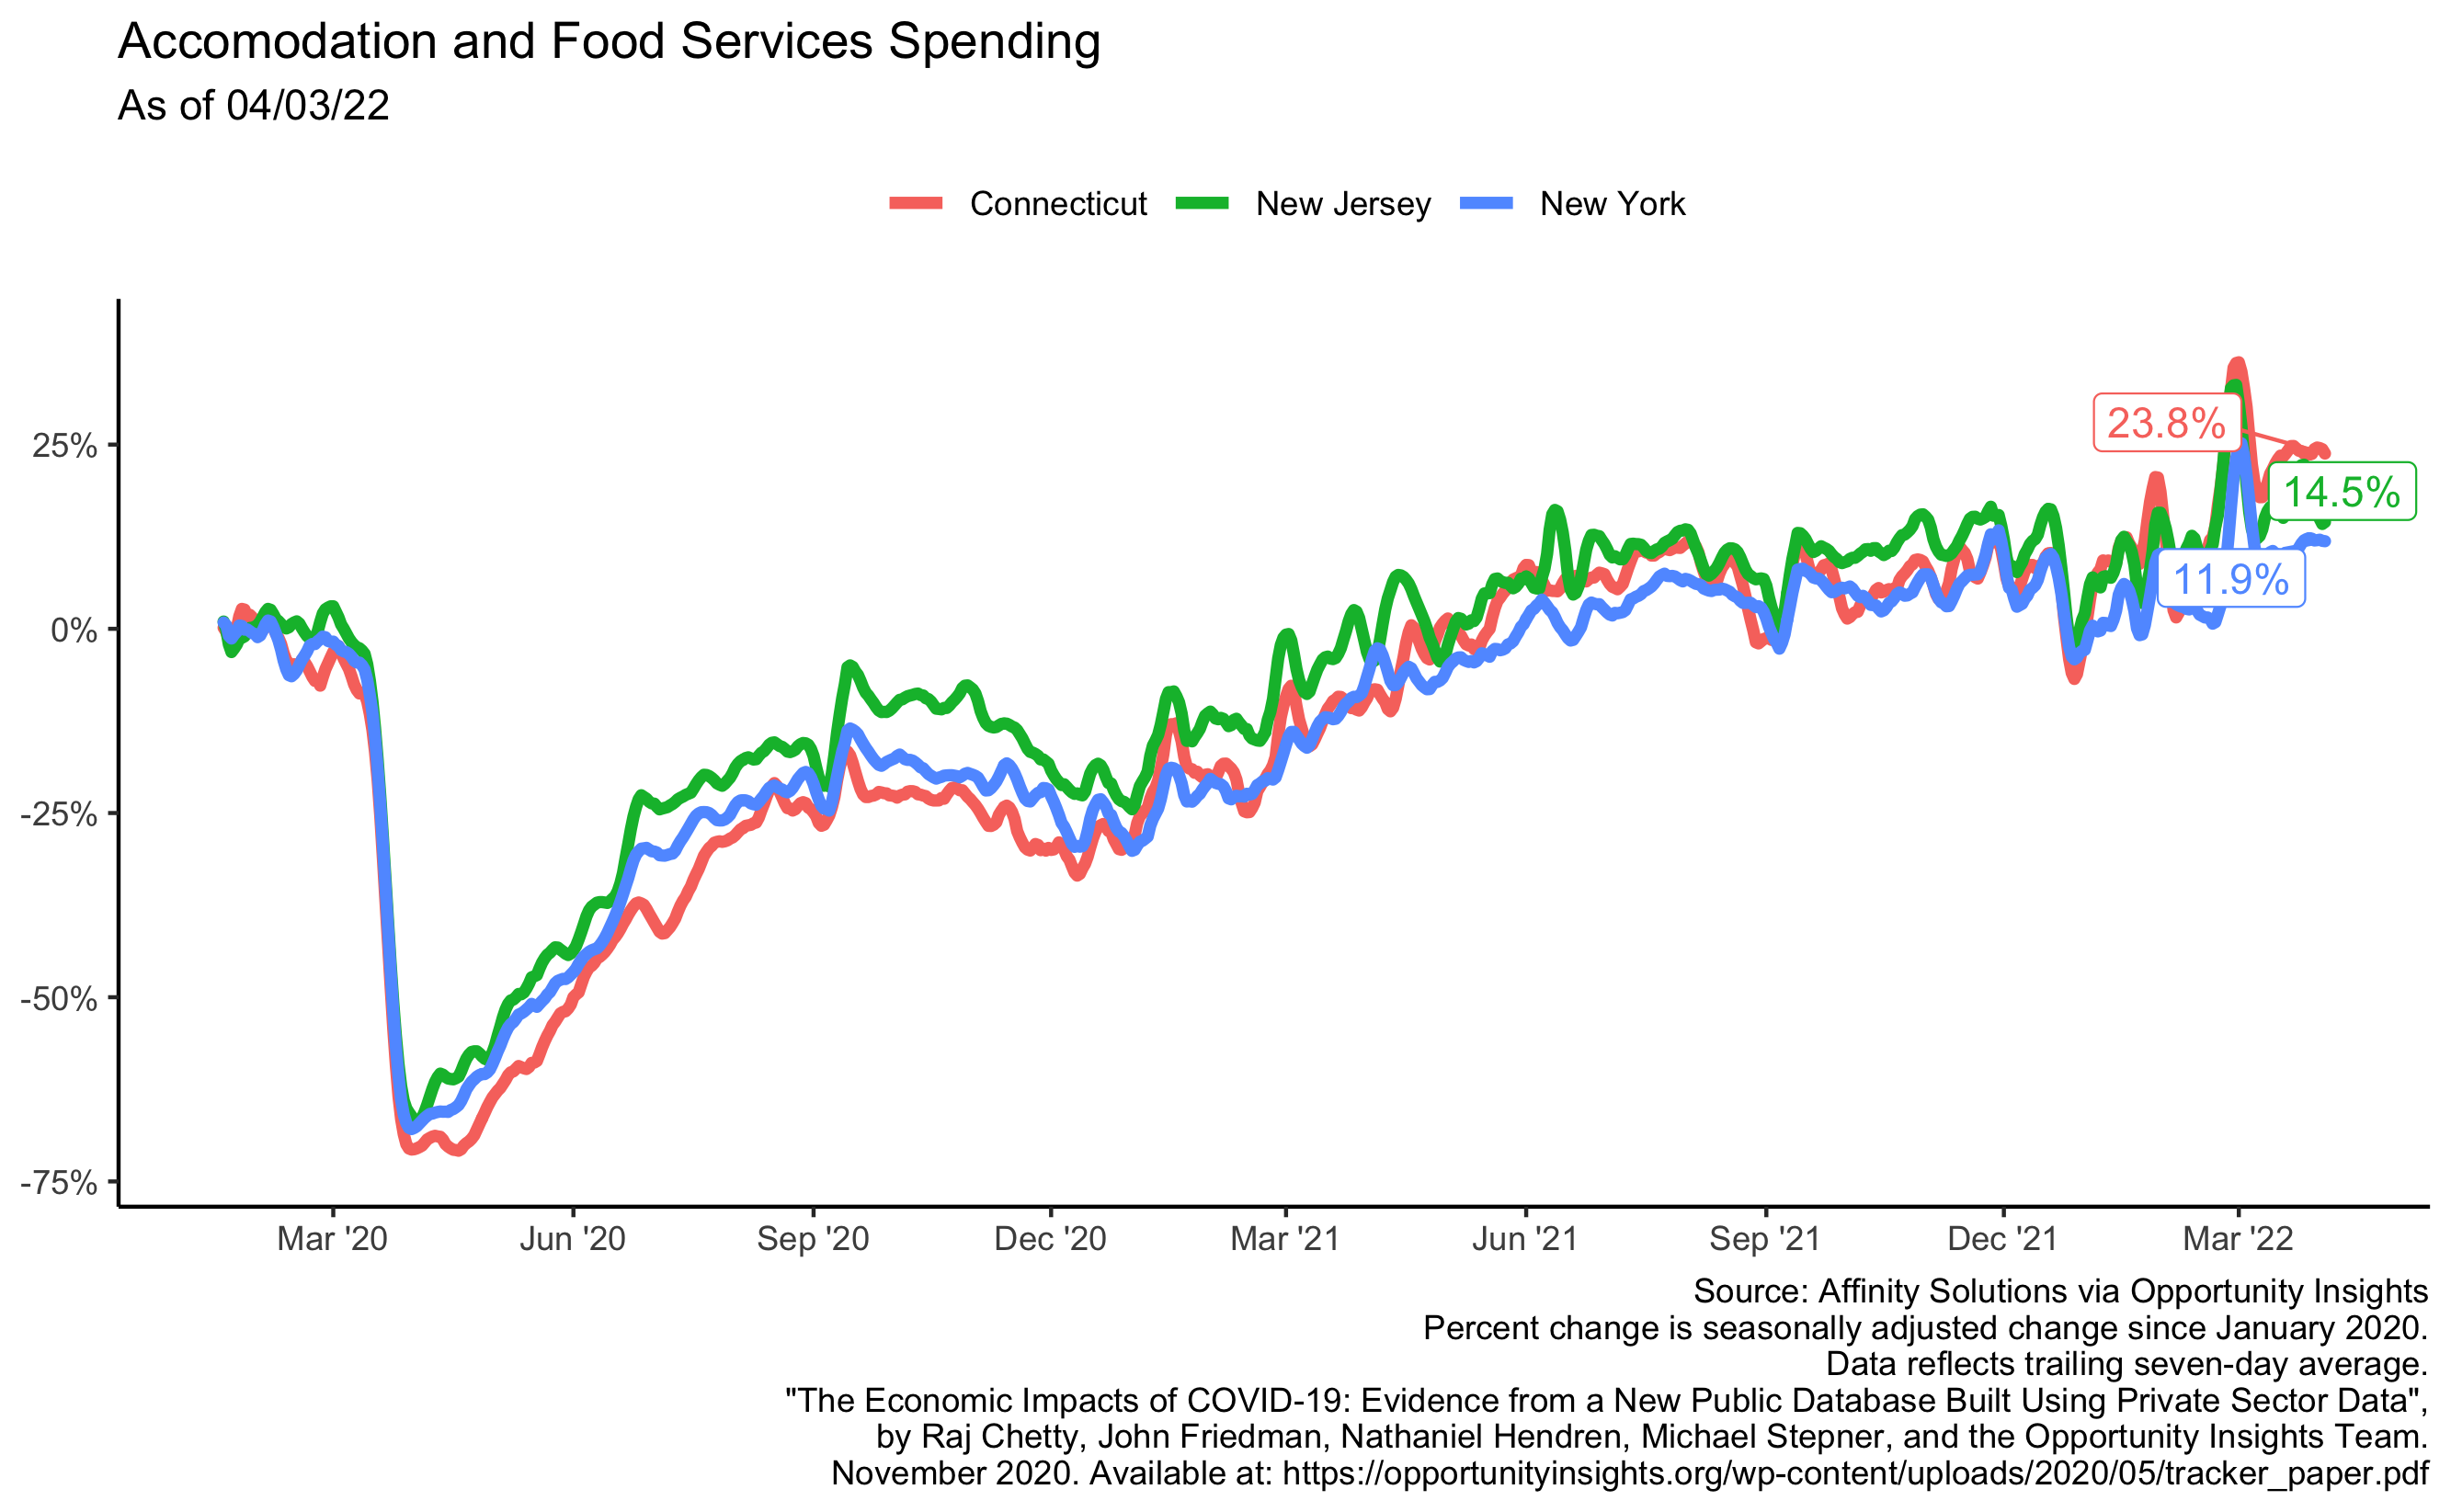 Accomodation and Food Services Spending
As of 04/03/22
Connecticut New Jersey New York
25%
0%
-25%
-50%
-75%
23.8%
14.5%
11.9%
Mar '20 Jun '20 Sep '20 Dec '20 Mar '21 Jun '21 Sep '21 Dec '21 Mar '22
Source: Affinity Solutions via Opportunity Insights
Percent change is seasonally adjusted change since January 2020.
Data reflects trailing seven-day average.
"The Economic Impacts of COVID-19: Evidence from a New Public Database Built Using Private Sector Data",
by Raj Chetty, John Friedman, Nathaniel Hendren, Michael Stepner, and the Opportunity Insights Team.
November 2020. Available at: https://opportunityinsights.org/wp-content/uploads/2020/05/tracker_paper.pdf